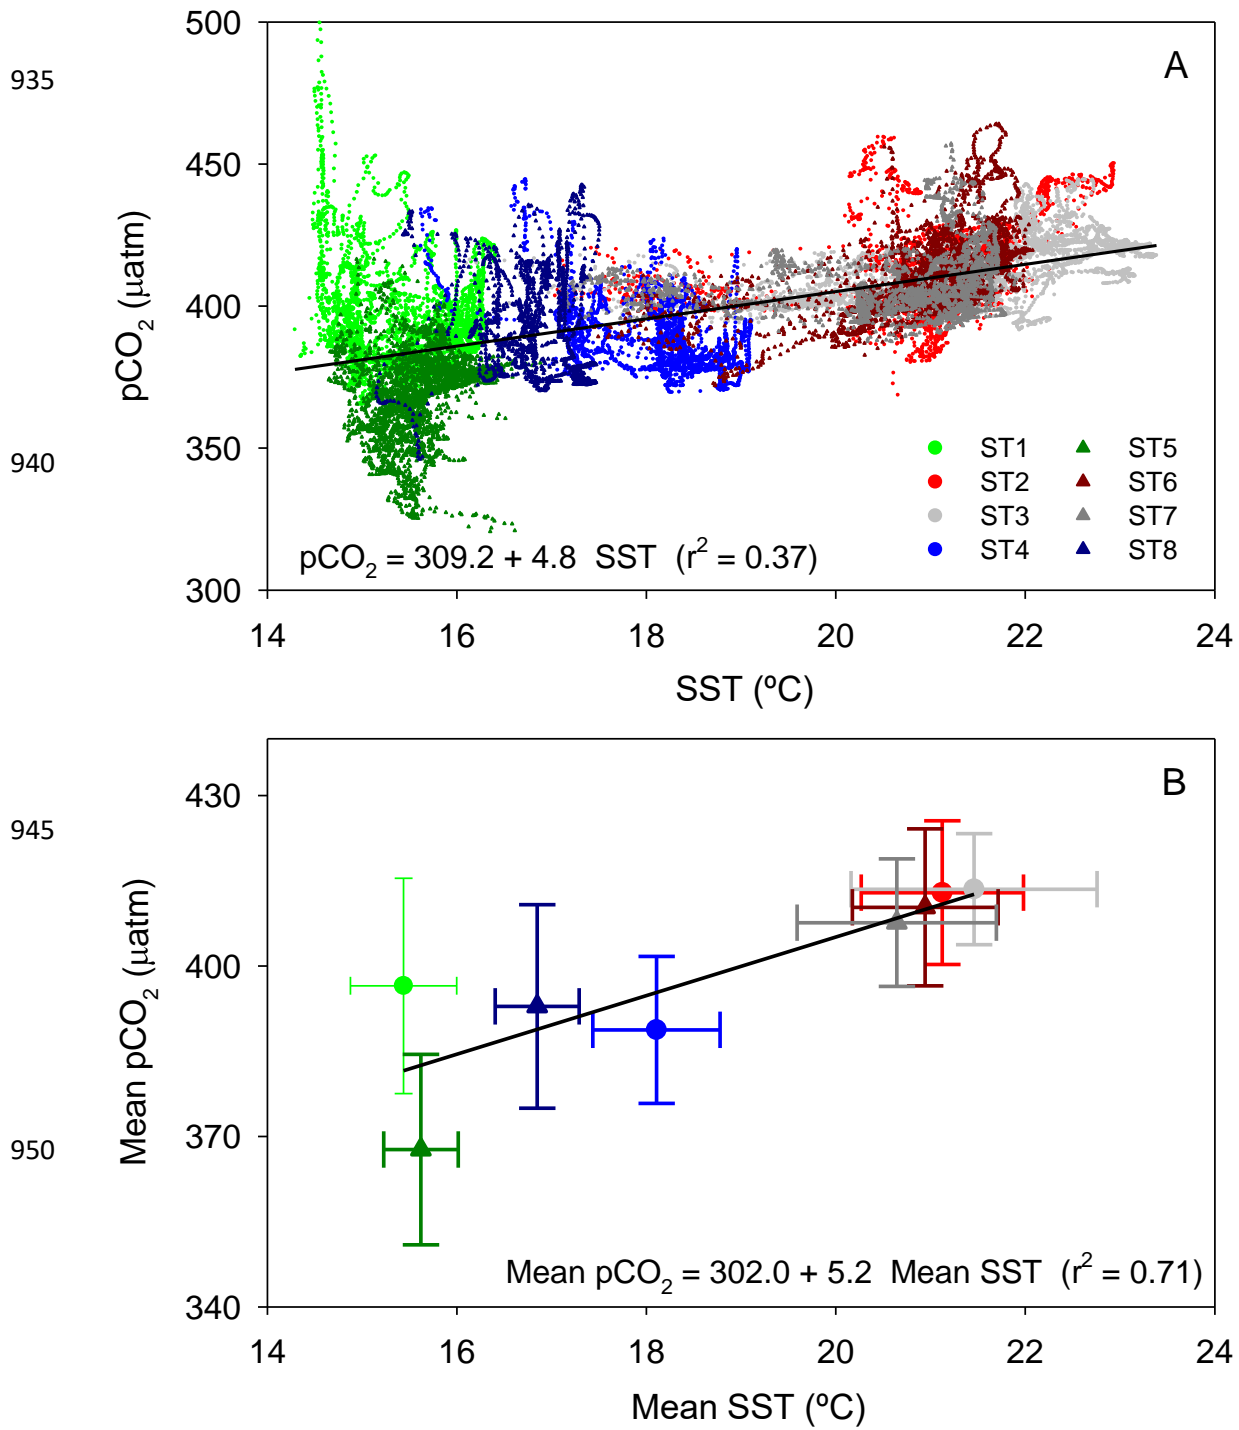 500
A
935
450
pCO2 (µatm)
400
350
940
ST1 ST5
ST2 ST6
ST3 ST7
ST4 ST8
pCO2 = 309.2 + 4.8 SST (r2 = 0.37)
300
14 16 18 20 22 24
SST (ºC)
B
430
945
Mean pCO2 (µatm)
400
370
950
Mean pCO2 = 302.0 + 5.2 Mean SST (r2 = 0.71)
340
14 16 18 20 22 24
Mean SST (ºC)